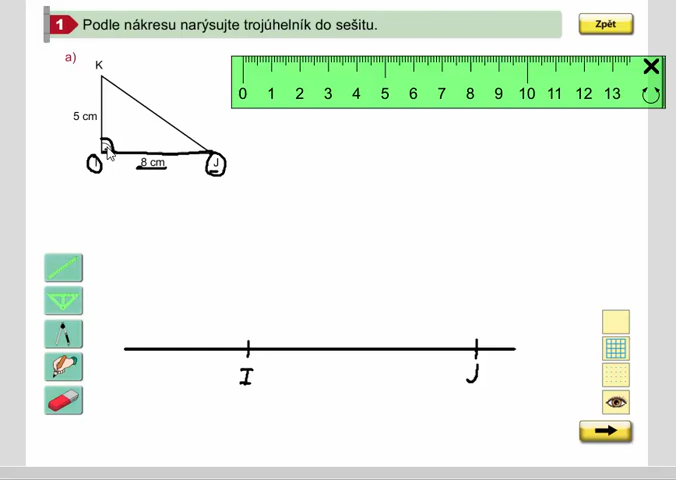 1 Podle nákresu narýsujte trojúhelník do sešitu.
Zpět
a)
K
5 cm
I
8 cm
J
0 1 2 3 4 5 6 7 8 9 10 11 12 13
I
J